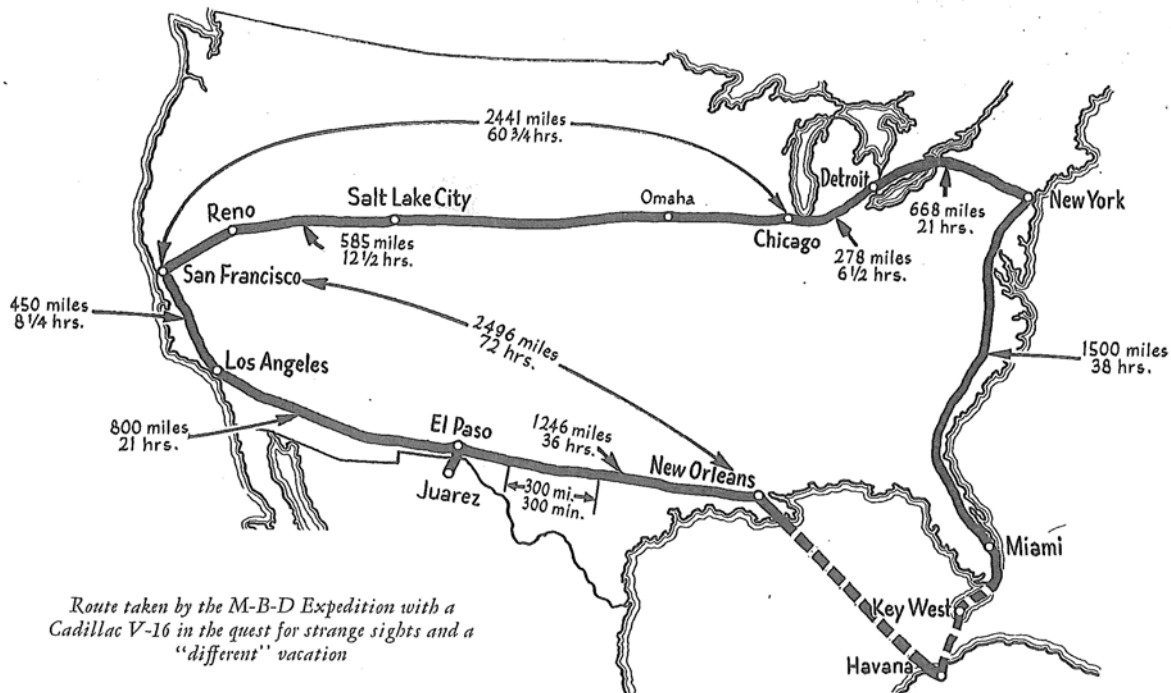 2441 miles
60 3/4 hrs.
Detroit
668 miles
21 hrs.
New York
Reno
Salt Lake City
Omaha
Chicago
585 miles
12 1/2 hrs.
278 miles
6 1/2 hrs.
San Francisco
450 miles
8 1/4 hrs.
2496 miles
72 hrs.
1500 miles
38 hrs.
Los Angeles
800 miles
21 hrs.
El Paso
Juarez
1246 miles
36 hrs.
300 mi.
300 min.
New Orleans
Miami
Key West
Havana
Route taken by the M-B-D Expedition with a
Cadillac V-16 in the quest for strange sights and a
"different" vacation